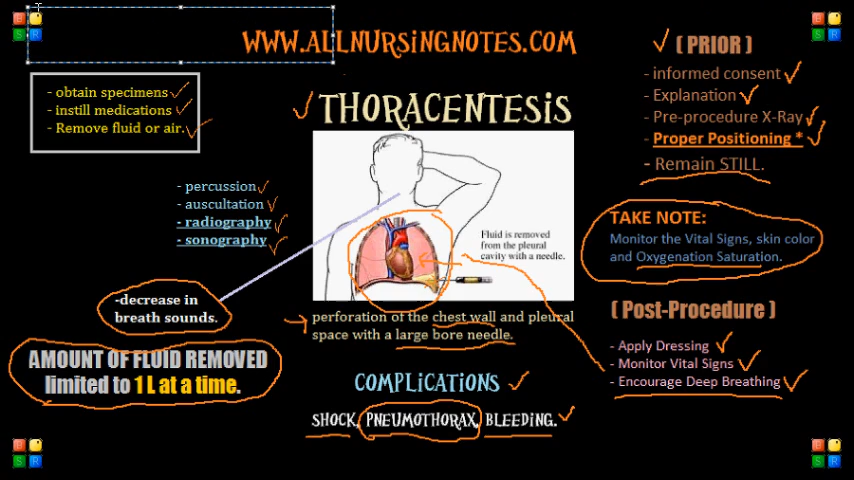 WWW.ALLNURSiNGNOTES.COM
- obtain specimens
- instill medications
- Remove fluid or air.
THORACENTESIS
- percussion
- auscultation
- radiography
- sonography
-decrease in
breath sounds.
AMOUNT OF FLUID REMOVED
limited to 1 L at a time.
Fluid is removed
from the pleural
cavity with a needle.
perforation of the chest wall and pleural
space with a large bore needle.
COMPLiCATiONS
SHOCK, PNEUMOTHORAX, BLEEDING.
( PRIOR )
- informed consent
- Explanation
- Pre-procedure X-Ray
- Proper Positioning *
- Remain STILL.
TAKE NOTE:
Monitor the Vital Signs, skin color
and Oxygenation Saturation.
( Post-Procedure )
- Apply Dressing
- Monitor Vital Signs
- Encourage Deep Breathing
B
S R
B
S R
B
S R
B
S R